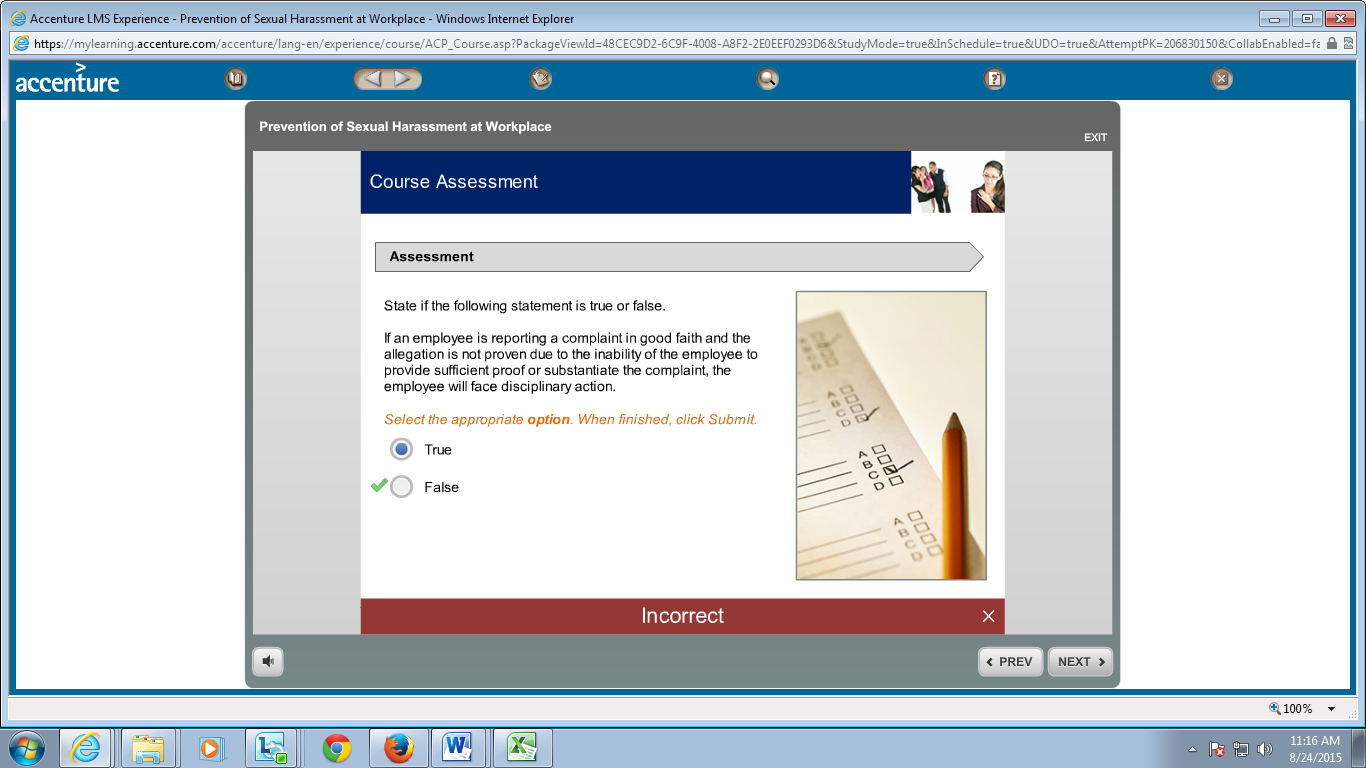 Accenture LMS Experience - Prevention of Sexual Harassment at Workplace - Windows Internet Explorer
https://mylearning.accenture.com/accenture/lang-en/experience/course/ACP_Course.asp?PackageViewId=48CEC9D2-6C9F-4008-A8F2-2E0EEF0293D6&StudyMode=true&InSchedule=true&UDO=true&AttemptPK=206830150&CollabEnabled=fa
accenture
Prevention of Sexual Harassment at Workplace
EXIT
Course Assessment
Assessment
State if the following statement is true or false.
If an employee is reporting a complaint in good faith and the
allegation is not proven due to the inability of the employee to
provide sufficient proof or substantiate the complaint, the
employee will face disciplinary action.
Select the appropriate option. When finished, click Submit.
True
False
A B C D
A B C D
A B C D
A B C D
Incorrect
PREV
NEXT
100%
11:16 AM
8/24/2015